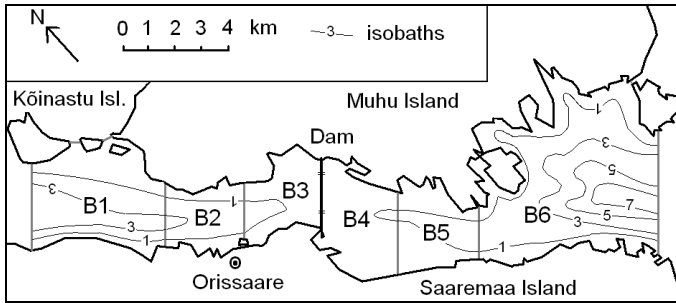 N
0 1 2 3 4 km
3 isobaths
Kõinastu Isl.
Muhu Island
Dam
1
3
5
7
5
3
1
3
B1
3
1
B2
1
B3
B4
B5
B6
Orissaare
Saaremaa Island